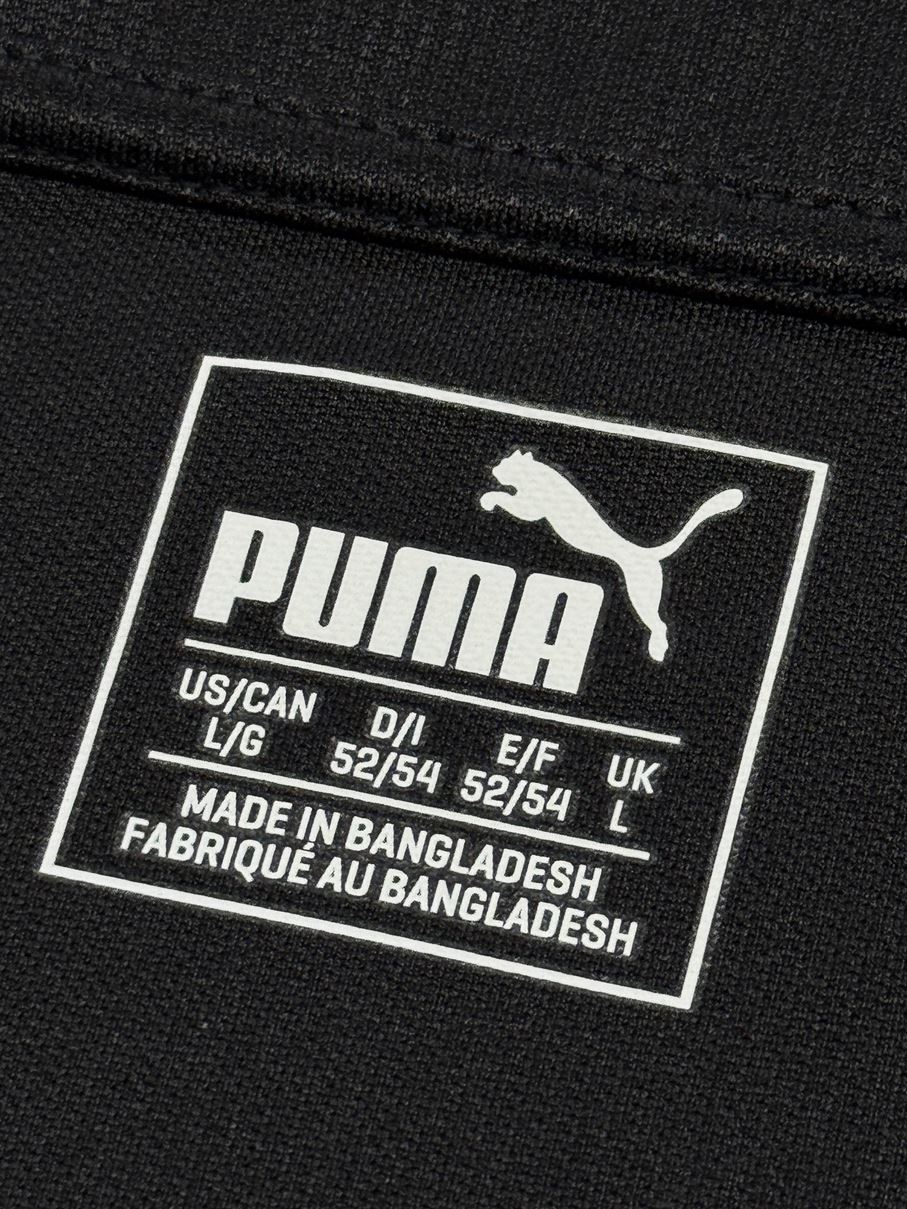 PUMA
US/CAN D/I E/F UK
L/G 52/54 52/54 L
MADE IN BANGLADESH
FABRIQUÉ AU BANGLADESH